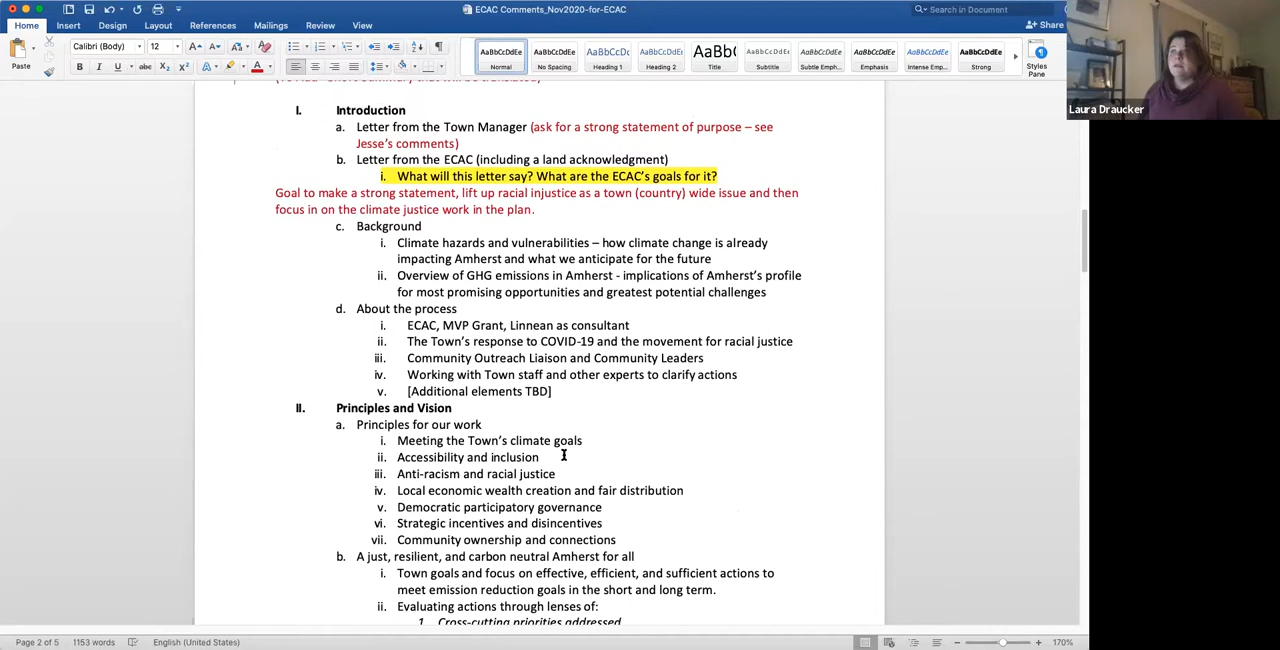 ECAC Comments_Nov2020-for-ECAC
Search in Document
Home Insert Design Layout References Mailings Review View
Share
Paste
Calibri (Body) 12
AaBbCcDdEe AaBbCcDdEe AaBbCcDc AaBbCcDdEe AaBb( AaBbCcDdEe AaBbCcDdEe AaBbCcDdEe AaBbCcDdEe AaBbCcDdEe
Normal No Spacing Heading 1 Heading 2 Title Subtitle Subtle Emph... Emphasis Intense Emp... Strong
Styles Pane
Laura Draucker
I. Introduction
a. Letter from the Town Manager (ask for a strong statement of purpose – see
Jesse's comments)
b. Letter from the ECAC (including a land acknowledgment)
i. What will this letter say? What are the ECAC's goals for it?
Goal to make a strong statement, lift up racial injustice as a town (country) wide issue and then
focus in on the climate justice work in the plan.
c. Background
i. Climate hazards and vulnerabilities – how climate change is already
impacting Amherst and what we anticipate for the future
ii. Overview of GHG emissions in Amherst - implications of Amherst's profile
for most promising opportunities and greatest potential challenges
d. About the process
i. ECAC, MVP Grant, Linnean as consultant
ii. The Town's response to COVID-19 and the movement for racial justice
iii. Community Outreach Liaison and Community Leaders
iv. Working with Town staff and other experts to clarify actions
v. [Additional elements TBD]
II. Principles and Vision
a. Principles for our work
i. Meeting the Town's climate goals
ii. Accessibility and inclusion
iii. Anti-racism and racial justice
iv. Local economic wealth creation and fair distribution
v. Democratic participatory governance
vi. Strategic incentives and disincentives
vii. Community ownership and connections
b. A just, resilient, and carbon neutral Amherst for all
i. Town goals and focus on effective, efficient, and sufficient actions to
meet emission reduction goals in the short and long term.
ii. Evaluating actions through lenses of:
1. Cross-cutting priorities addressed
Page 2 of 5 1153 words English (United States) 170%